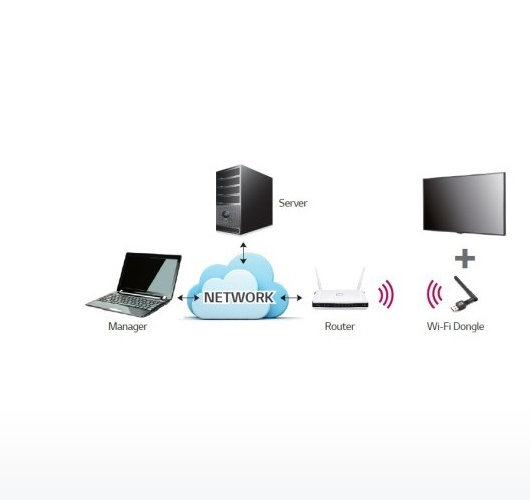 Server
NETWORK
Manager
Router
Wi-Fi Dongle